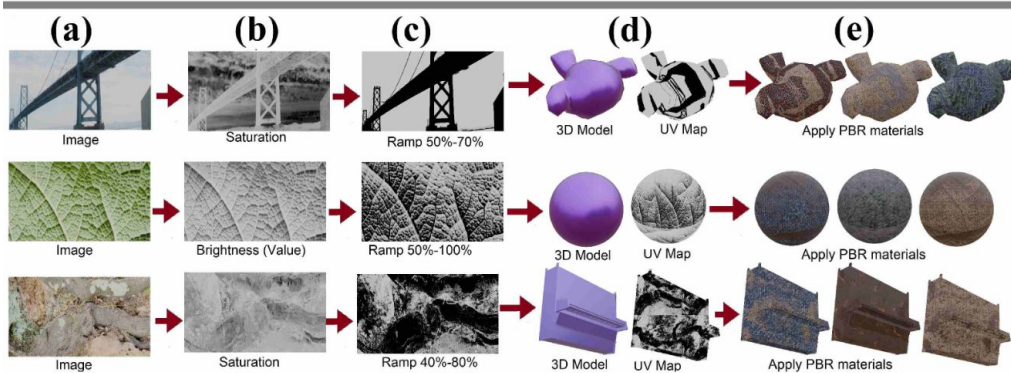 (a) (b) (c) (d) (e)
Image Saturation Ramp 50%-70% 3D Model UV Map Apply PBR materials
Image Brightness (Value) Ramp 50%-100% 3D Model UV Map Apply PBR materials
Image Saturation Ramp 40%-80% 3D Model UV Map Apply PBR materials